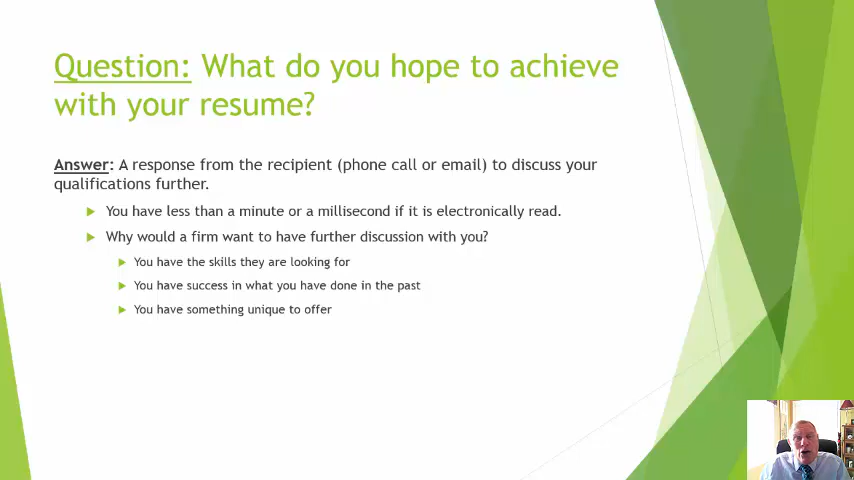 Question: What do you hope to achieve
with your resume?
Answer: A response from the recipient (phone call or email) to discuss your
qualifications further.
You have less than a minute or a millisecond if it is electronically read.
Why would a firm want to have further discussion with you?
You have the skills they are looking for
You have success in what you have done in the past
You have something unique to offer